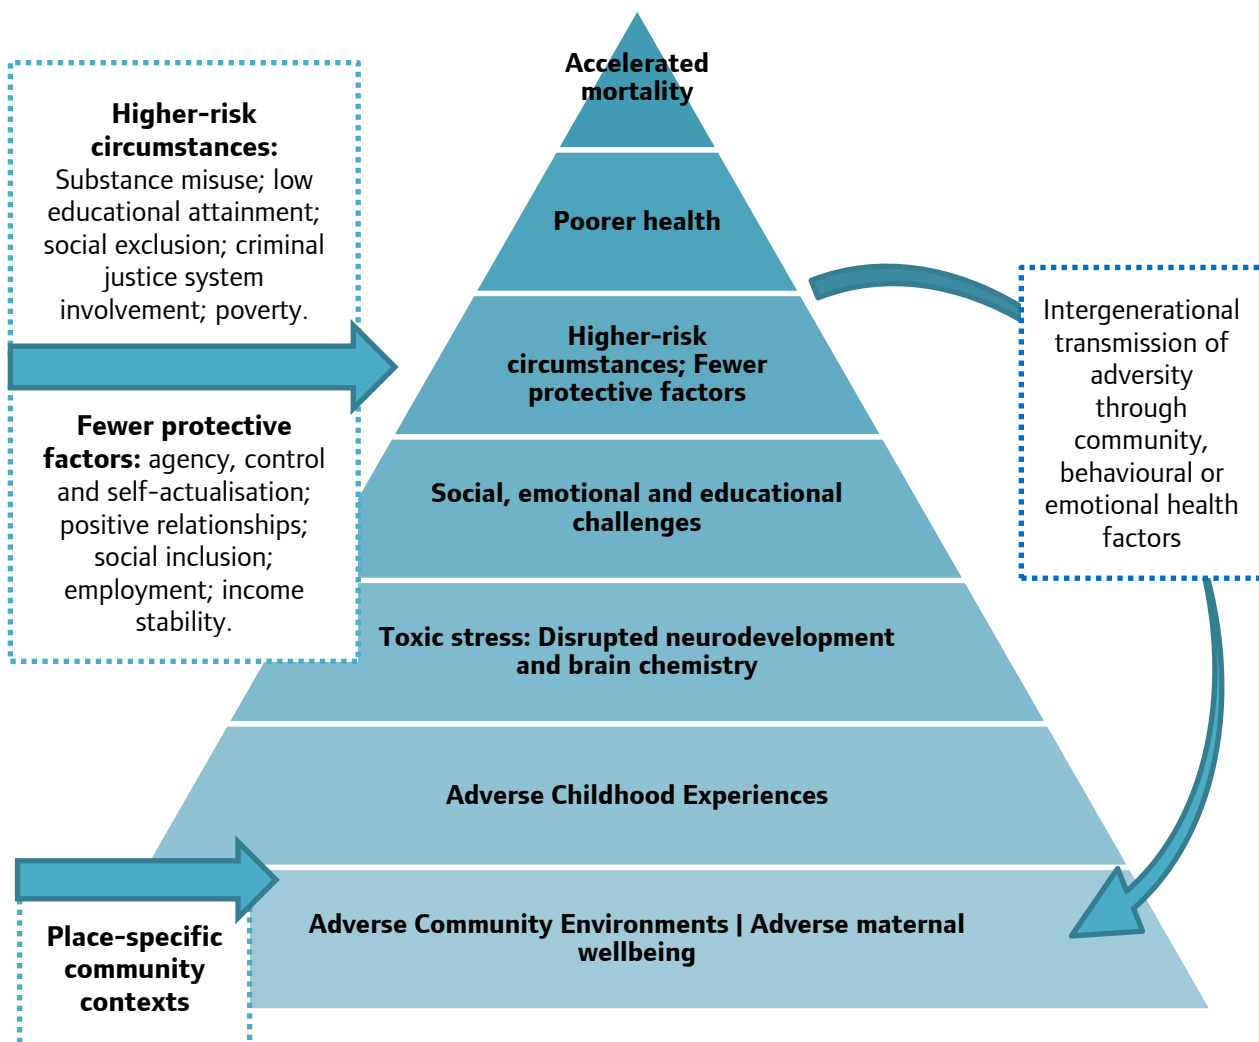 Accelerated
mortality
Higher-risk
circumstances:
Substance misuse; low
educational attainment;
social exclusion; criminal
justice system
involvement; poverty.
Poorer health
Intergenerational
transmission of
adversity
through
community,
behavioural or
emotional health
factors
Higher-risk
circumstances; Fewer
protective factors
Fewer protective
factors: agency, control
and self-actualisation;
positive relationships;
social inclusion;
employment; income
stability.
Social, emotional and educational
challenges
Toxic stress: Disrupted neurodevelopment
and brain chemistry
Adverse Childhood Experiences
Adverse Community Environments | Adverse maternal
wellbeing
Place-specific
community
contexts